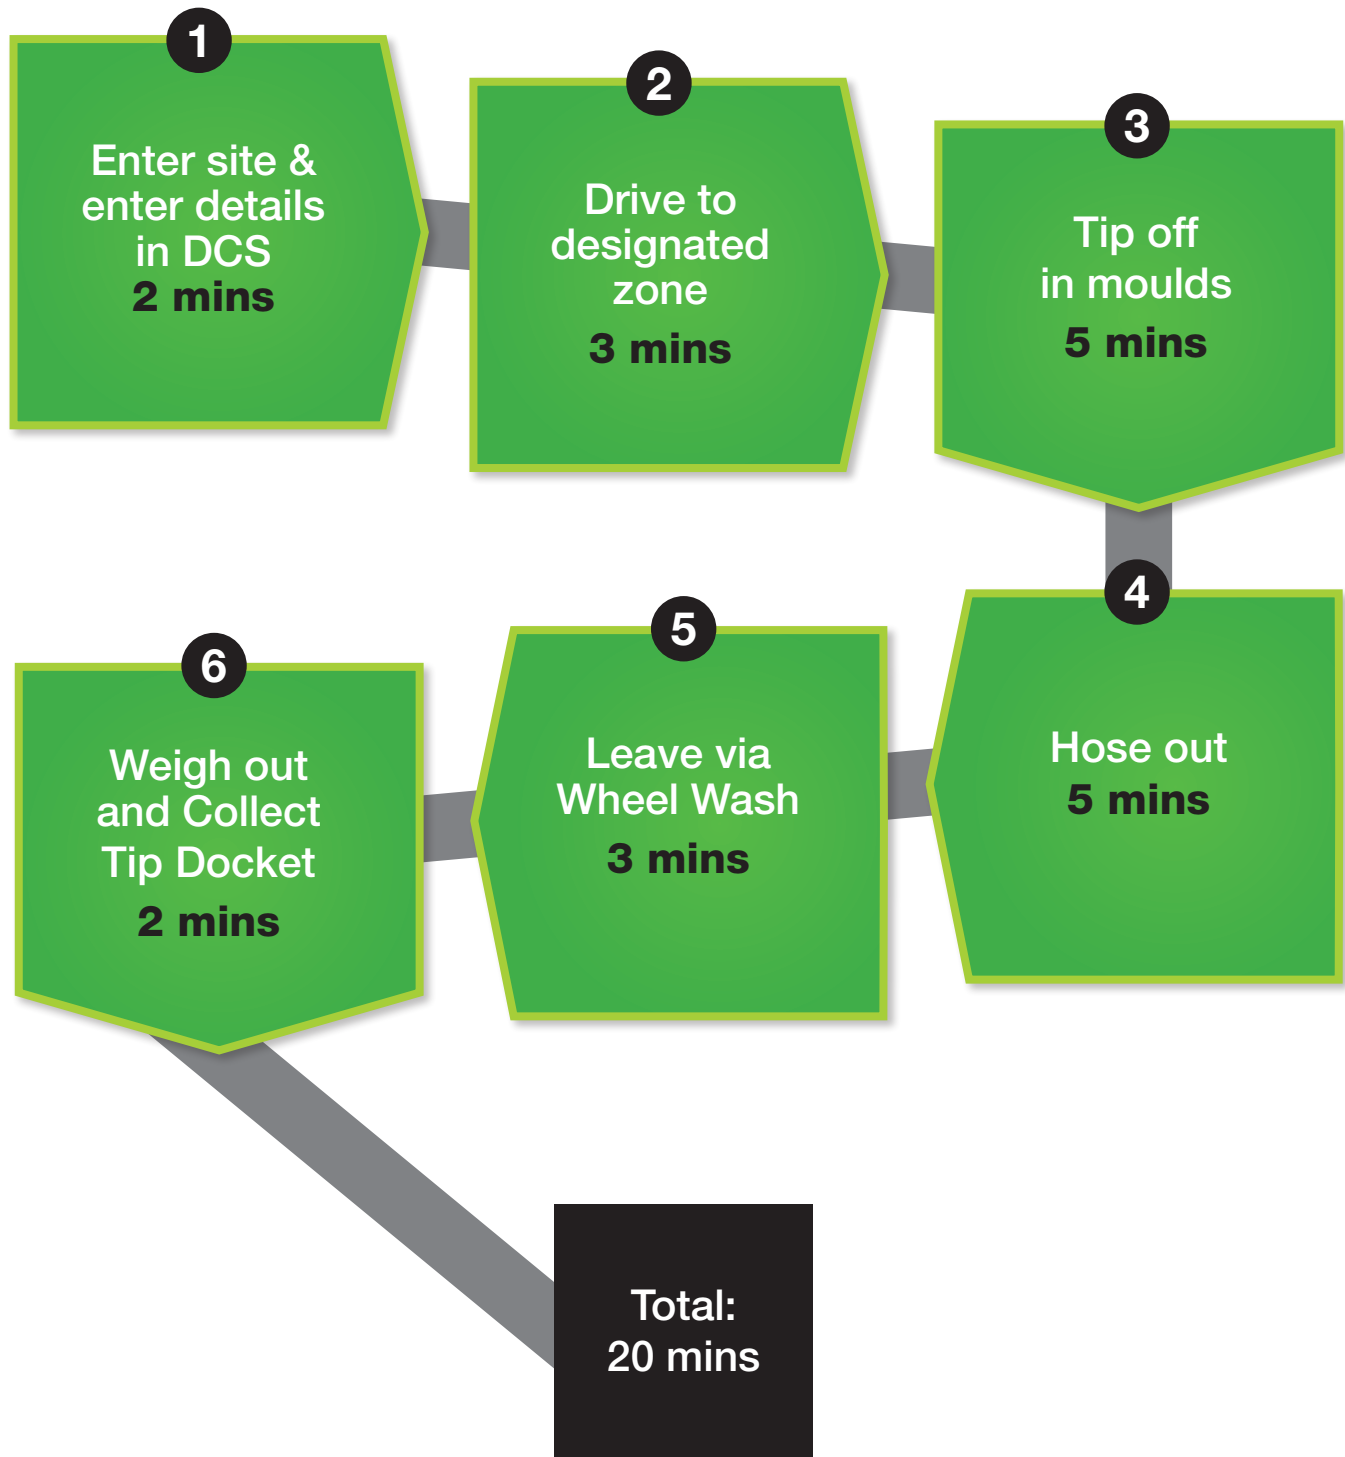 1
Enter site &
enter details
in DCS
2 mins
2
Drive to
designated
zone
3 mins
3
Tip off
in moulds
5 mins
4
Hose out
5 mins
5
Leave via
Wheel Wash
3 mins
6
Weigh out
and Collect
Tip Docket
2 mins
Total:
20 mins